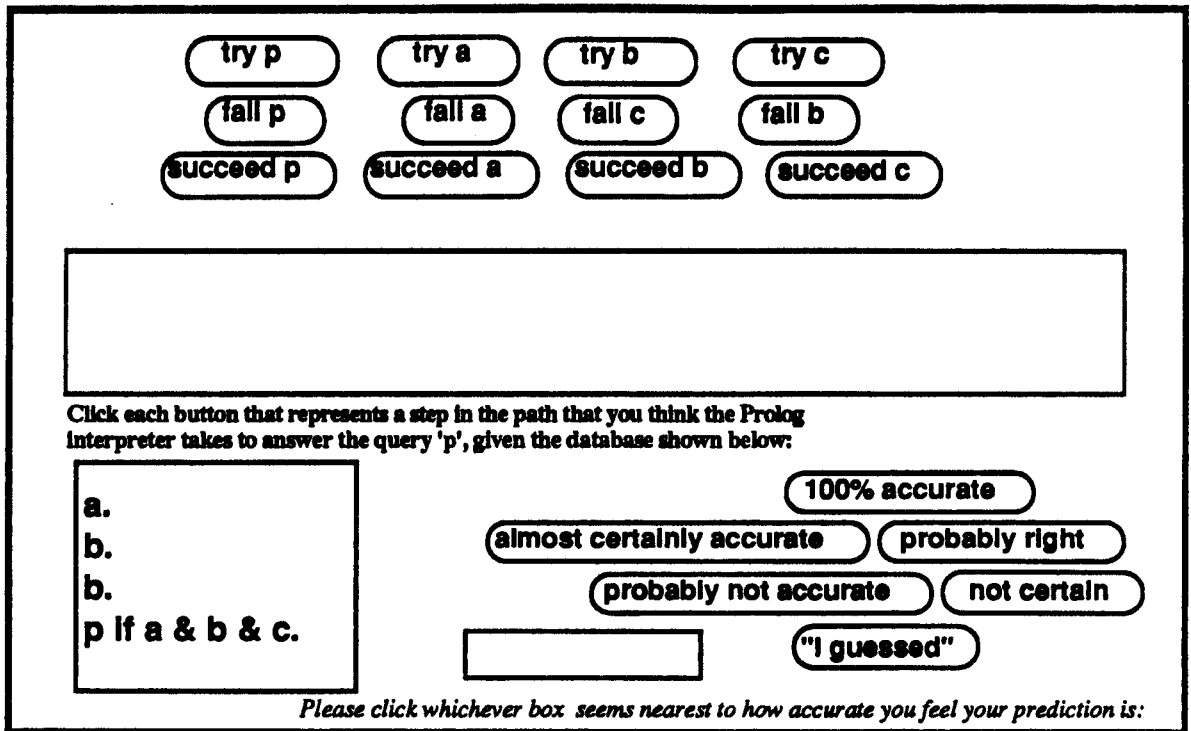 try p try a try b try c
fail p fail a fail c fail b
succeed p succeed a succeed b succeed c
Click each button that represents a step in the path that you think the Prolog
interpreter takes to answer the query 'p', given the database shown below:
a.
b.
b.
p if a & b & c.
100% accurate
almost certainly accurate probably right
probably not accurate not certain
"I guessed"
Please click whichever box seems nearest to how accurate you feel your prediction is: